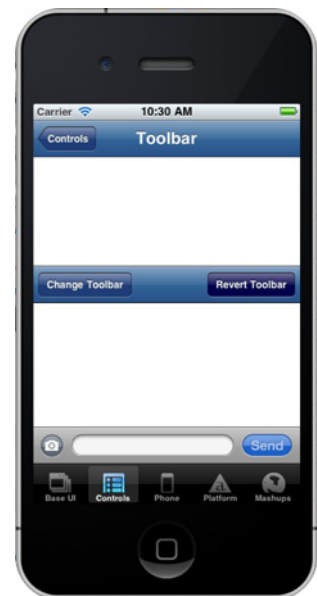 Carrier 10:30 AM
Controls Toolbar
Change Toolbar Revert Toolbar
Send
Base UI Controls Phone Platform Mashups